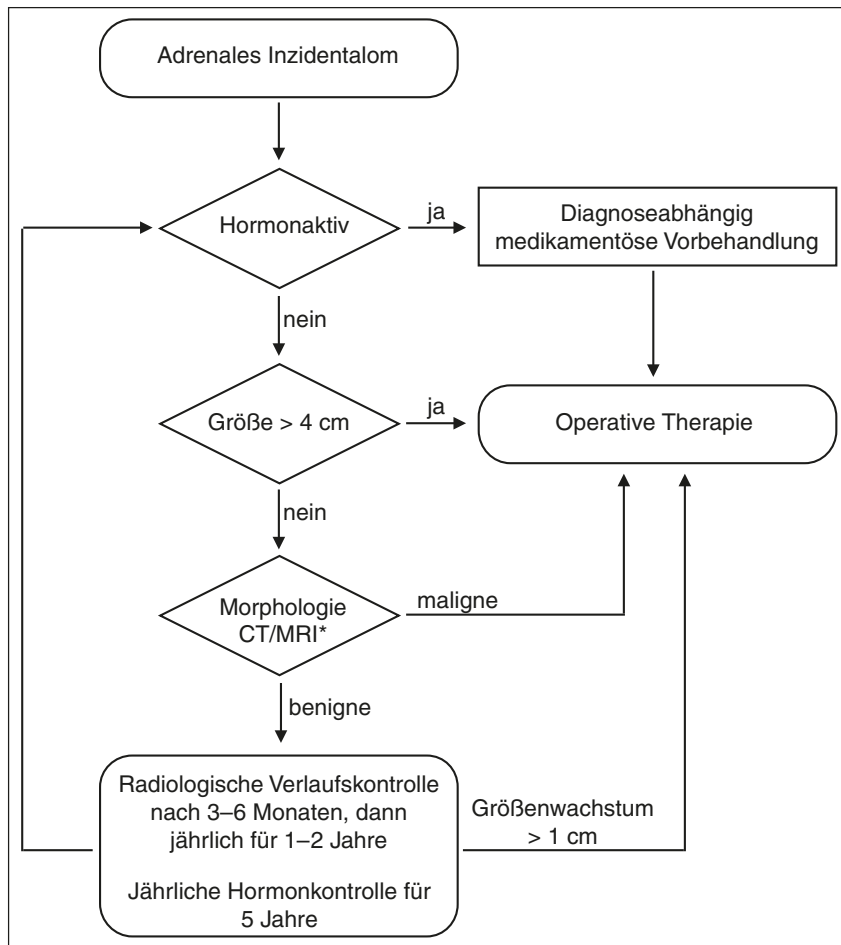 Adrenales Inzidentalom
Hormonaktiv
ja
Diagnoseabhängig
medikamentöse Vorbehandlung
nein
Größe > 4 cm
ja
Operative Therapie
nein
Morphologie
CT/MRI*
maligne
benigne
Radiologische Verlaufskontrolle
nach 3–6 Monaten, dann
jährlich für 1–2 Jahre
Jährliche Hormonkontrolle für
5 Jahre
Größenwachstum
> 1 cm